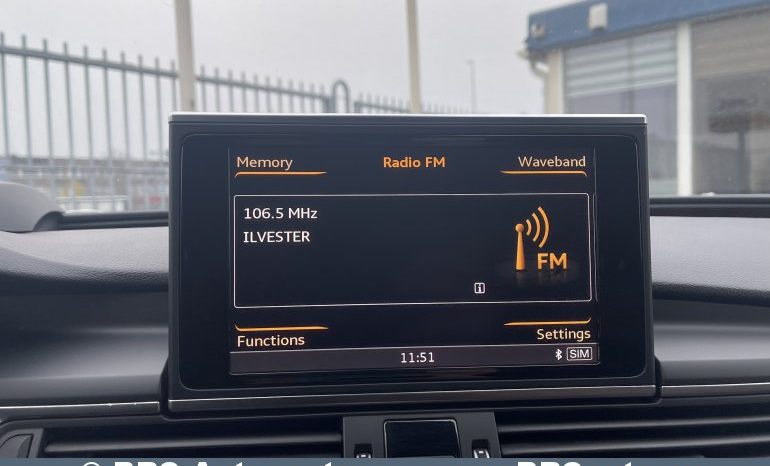 Memory Radio FM Waveband
106.5 MHz
ILVESTER
FM
i
Functions Settings
11:51 SIM